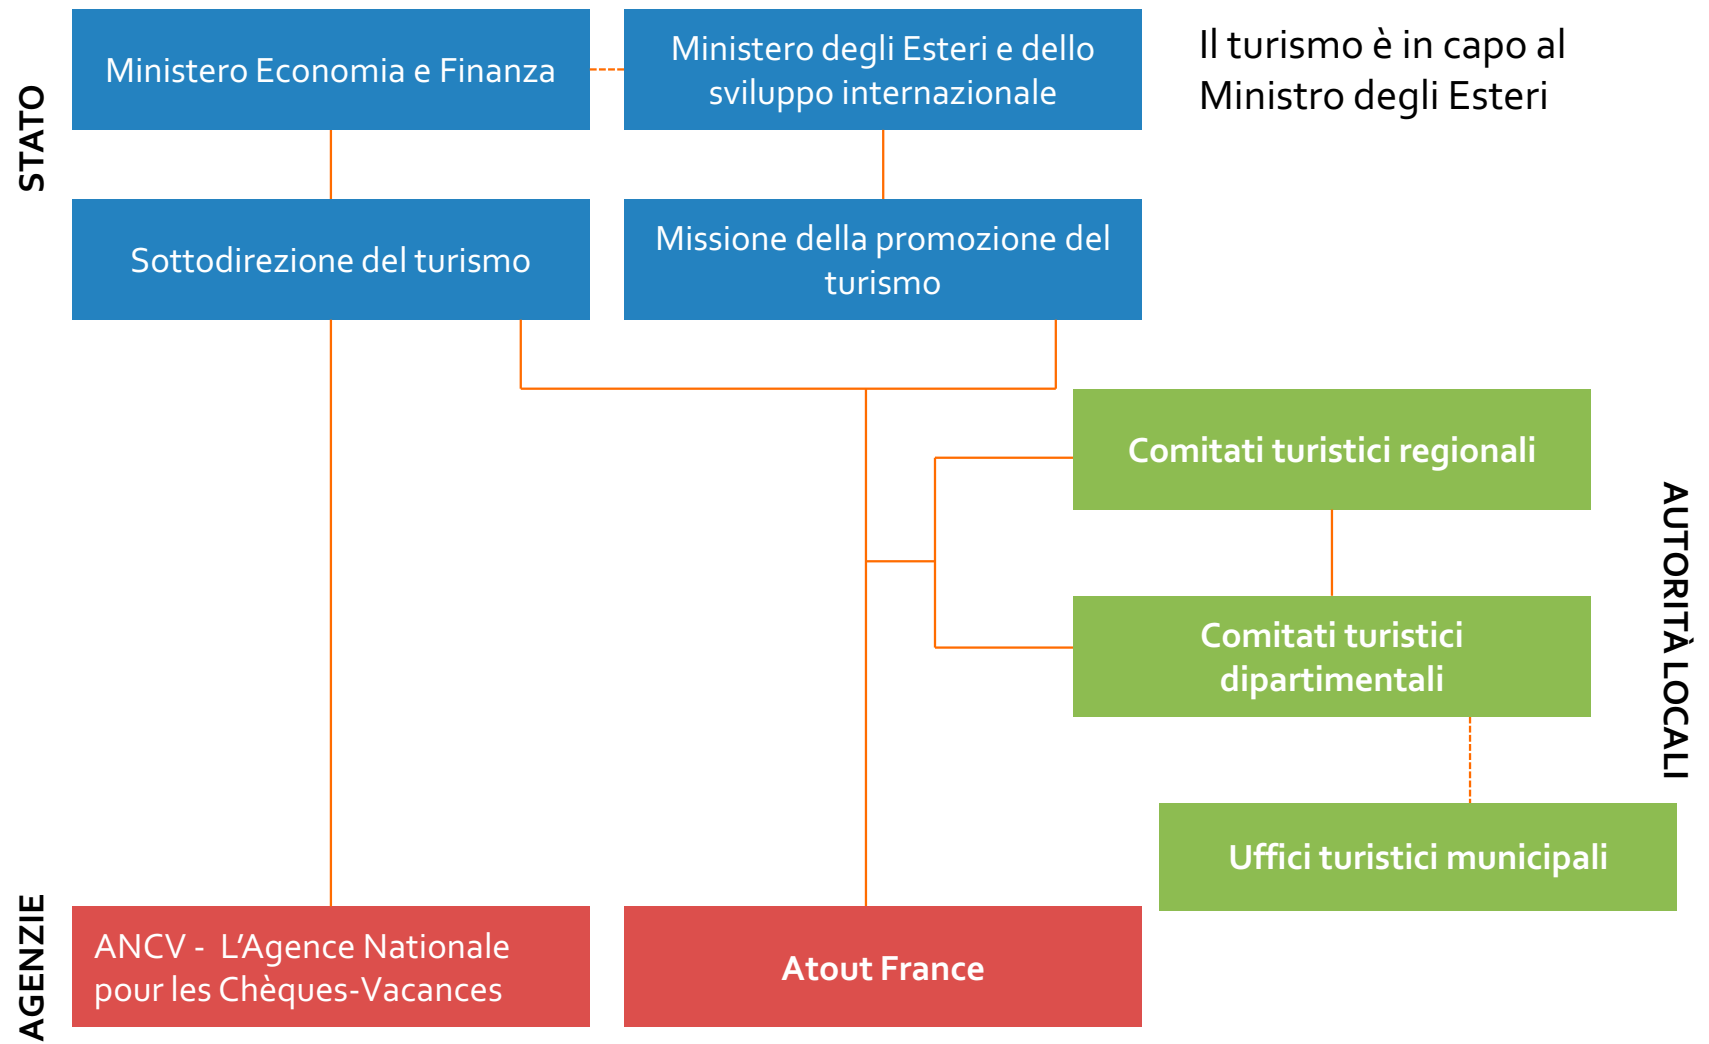 STATO
Ministero Economia e Finanza
Ministero degli Esteri e dello
sviluppo internazionale
Il turismo è in capo al
Ministro degli Esteri
Sottodirezione del turismo
Missione della promozione del
turismo
Comitati turistici regionali
AUTORITÀ LOCALI
Comitati turistici
dipartimentali
Uffici turistici municipali
AGENZIE
ANCV - L’Agence Nationale
pour les Chèques-Vacances
Atout France